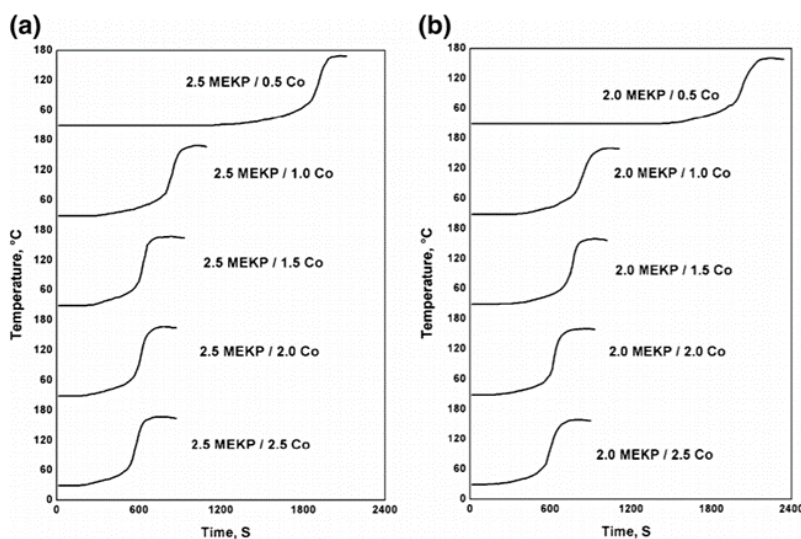 (a)
180
120
60
180
120
60
180
120
60
180
120
60
180
120
60
0
Temperature, °C
2.5 MEKP / 0.5 Co
2.5 MEKP / 1.0 Co
2.5 MEKP / 1.5 Co
2.5 MEKP / 2.0 Co
2.5 MEKP / 2.5 Co
0 600 1200 1800 2400
Time, S
(b)
180
120
60
180
120
60
180
120
60
180
120
60
180
120
60
0
Temperature, °C
2.0 MEKP / 0.5 Co
2.0 MEKP / 1.0 Co
2.0 MEKP / 1.5 Co
2.0 MEKP / 2.0 Co
2.0 MEKP / 2.5 Co
0 600 1200 1800 2400
Time, S